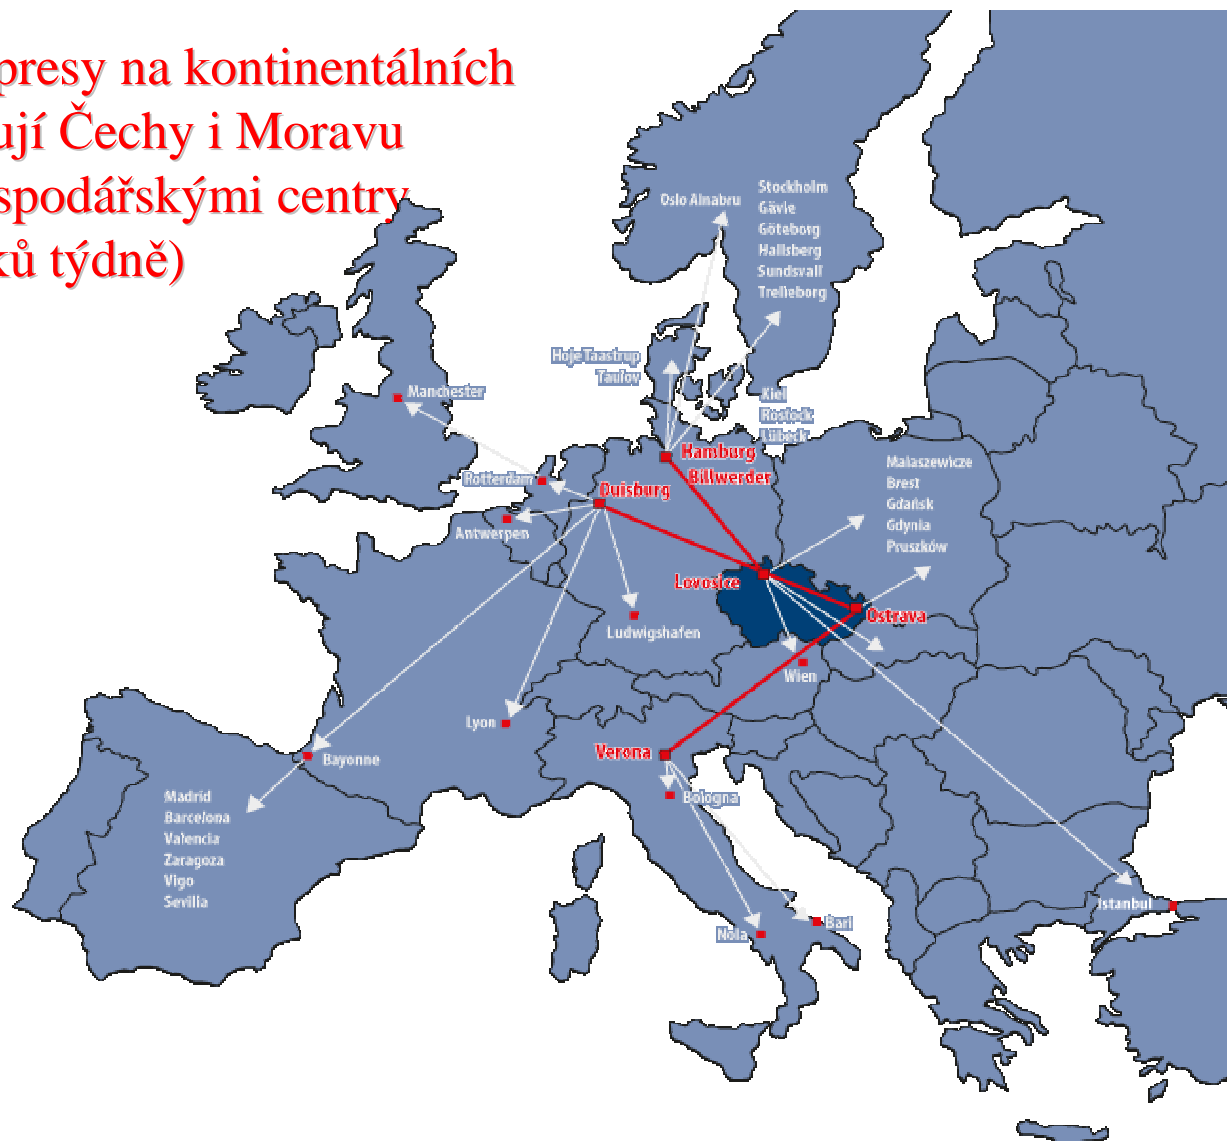 presy na kontinentálních
ují Čechy i Moravu
spodářskými centry
ků týdně)
Oslo Alnabru
Stockholm
Gävle
Göteborg
Hallsberg
Sundsvall
Trelleborg
Hoje Taastrup
Taulov
Kiel
Rostock
Lübeck
Manchester
Hamburg
Billwerder
Rotterdam
Duisburg
Antwerpen
Malaszewicze
Brest
Gdańsk
Gdynia
Pruszków
Lovosice
Ostrava
Ludwigshafen
Wien
Lyon
Verona
Bayonne
Bologna
Madrid
Barcelona
Valencia
Zaragoza
Vigo
Sevilla
Istanbul
Nola
Bari